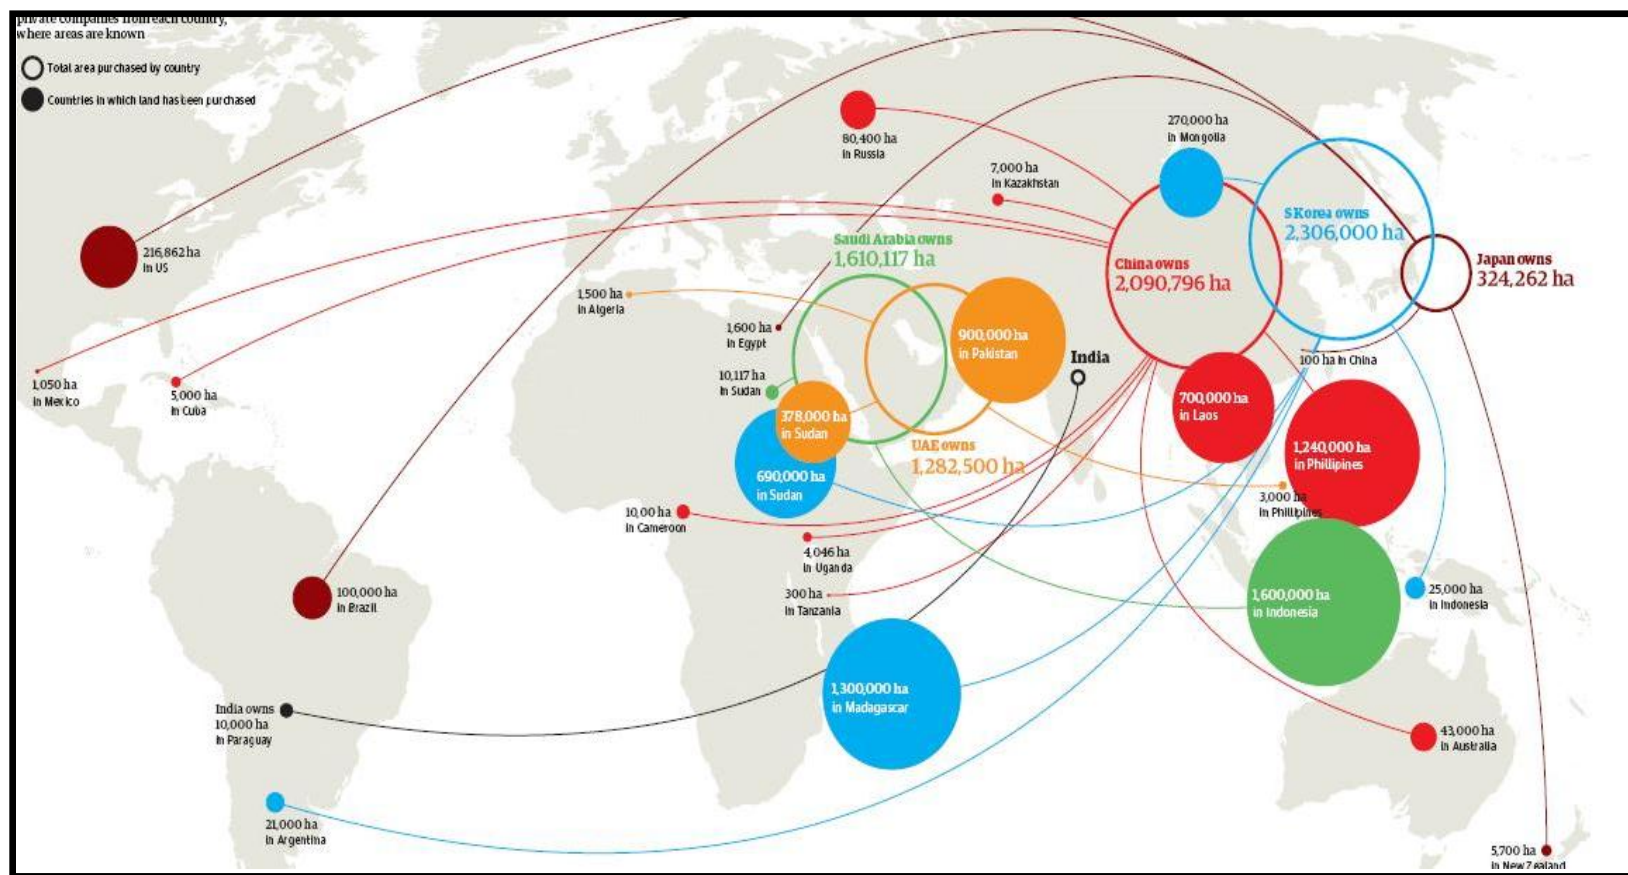 private companies from each country,
where areas are known
Total area purchased by country
Countries in which land has been purchased
80,400 ha
in Russia
270,000 ha
in Mongolia
7,000 ha
in Kazakhstan
S Korea owns
2,306,000 ha
216,862 ha
in US
Saudi Arabia owns
1,610,117 ha
China owns
2,090,796 ha
Japan owns
324,262 ha
1,500 ha
in Algeria
1,600 ha
in Egypt
900,000 ha
in Pakistan
India
100 ha in China
1,050 ha
in Mexico
5,000 ha
in Cuba
10,117 ha
in Sudan
378,000 ha
in Sudan
700,000 ha
in Laos
UAE owns
1,282,500 ha
1,240,000 ha
in Phillipines
690,000 ha
in Sudan
3,000 ha
in Phillipines
10,00 ha
in Cameroon
4,046 ha
in Uganda
300 ha
in Tanzania
100,000 ha
in Brazil
1,600,000 ha
in Indonesia
25,000 ha
in Indonesia
1,300,000 ha
in Madagascar
India owns
10,000 ha
in Paraguay
43,000 ha
in Australia
21,000 ha
in Argentina
5,700 ha
in New Zealand